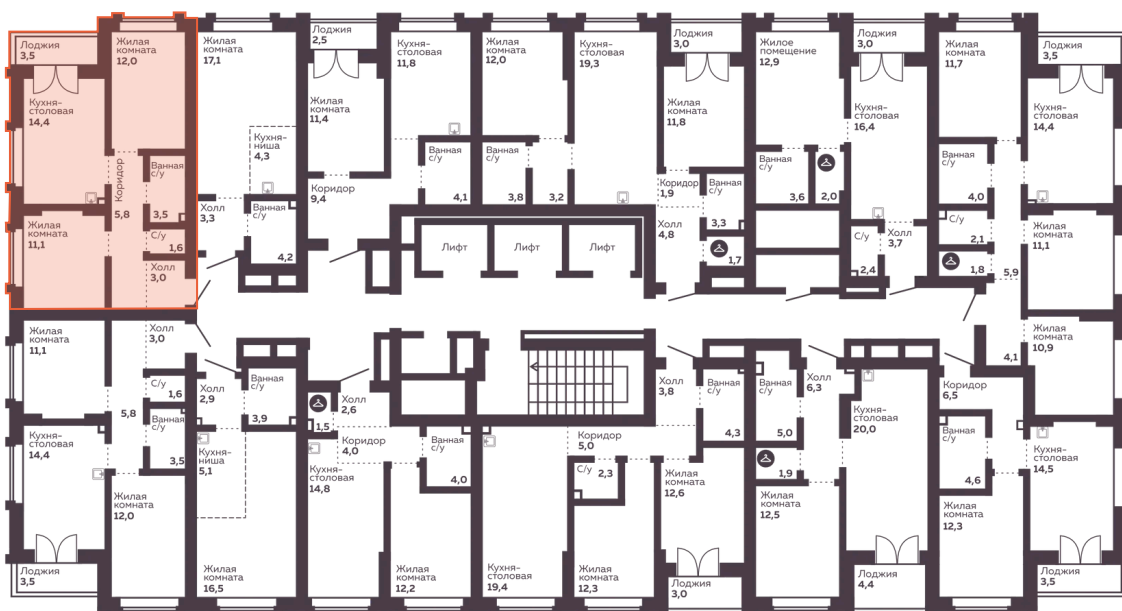 Лоджия
3,5
Жилая
комната
12,0
Кухня-
столовая
14,4
Коридор
5,8
Ванная
с/у
3,5
Жилая
комната
11,1
С/у
1,6
Холл
3,0
Жилая
комната
17,1
Кухня-
ниша
4,3
Холл
3,3
Ванная
с/у
4,2
Лоджия
2,5
Жилая
комната
11,4
Коридор
9,4
Кухня-
столовая
11,8
Ванная
с/у
4,1
Жилая
комната
12,0
Ванная
с/у
3,8
3,2
Кухня-
столовая
19,3
Лифт
Лифт
Лифт
Лоджия
3,0
Жилая
комната
11,8
Коридор
1,9
Холл
4,8
Ванная
с/у
3,3
1,7
Жилое
помещение
12,9
Ванная
с/у
3,6
2,0
Лоджия
3,0
Кухня-
столовая
16,4
С/у
2,4
Холл
3,7
Жилая
комната
11,7
Ванная
с/у
4,0
С/у
2,1
1,8
5,9
Лоджия
3,5
Кухня-
столовая
14,4
Жилая
комната
11,1
Жилая
комната
11,1
Холл
3,0
С/у
1,6
5,8
Ванная
с/у
3,5
Кухня-
столовая
14,4
Жилая
комната
12,0
Лоджия
3,5
Холл
2,9
Ванная
с/у
3,9
Кухня-
ниша
5,1
Жилая
комната
16,5
Холл
2,6
1,5
Коридор
4,0
Кухня-
столовая
14,8
Ванная
с/у
4,0
Жилая
комната
12,2
Кухня-
столовая
19,4
Коридор
5,0
С/у
2,3
Жилая
комната
12,3
Холл
3,8
Ванная
с/у
4,3
Жилая
комната
12,6
Лоджия
3,0
Ванная
с/у
5,0
Холл
6,3
1,9
Жилая
комната
12,5
Кухня-
столовая
20,0
Лоджия
4,4
4,1
Жилая
комната
10,9
Коридор
6,5
Ванная
с/у
4,6
Жилая
комната
12,3
Кухня-
столовая
14,5
Лоджия
3,5